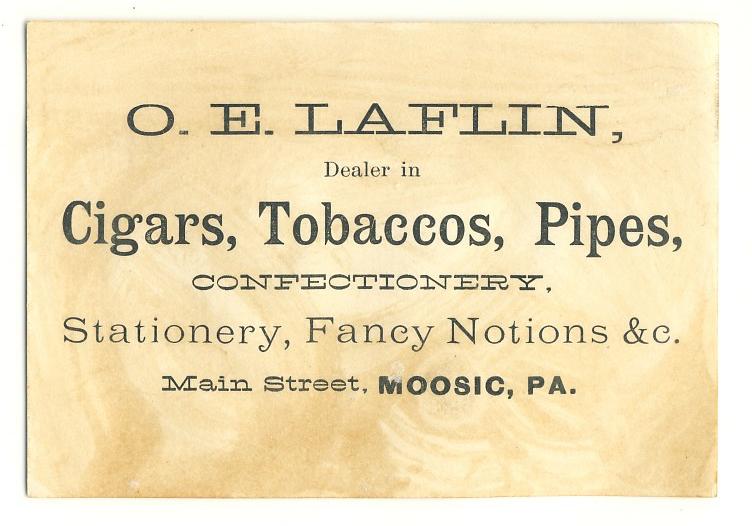 O. E. LAFLIN,
Dealer in
Cigars, Tobaccos, Pipes,
CONFECTIONERY,
Stationery, Fancy Notions &c.
Main Street, MOOSIC, PA.